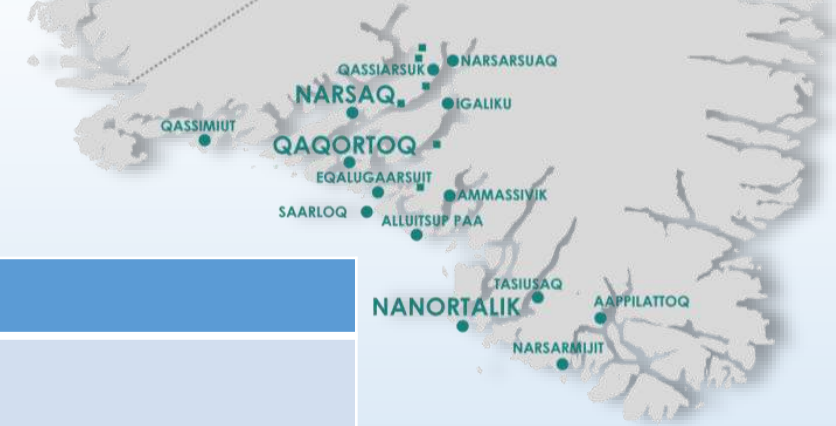 NARSARSUAQ
QASSIARSUK
NARSAQ
IGALIKU
QASSIMIUT
QAQORTOQ
EQALUGAARSUIT
AMMASSIVIK
SAARLOQ
ALLUITSUP PAA
TASIUSAQ
NANORTALIK
AAPPILATTOQ
NARSARMIJIT